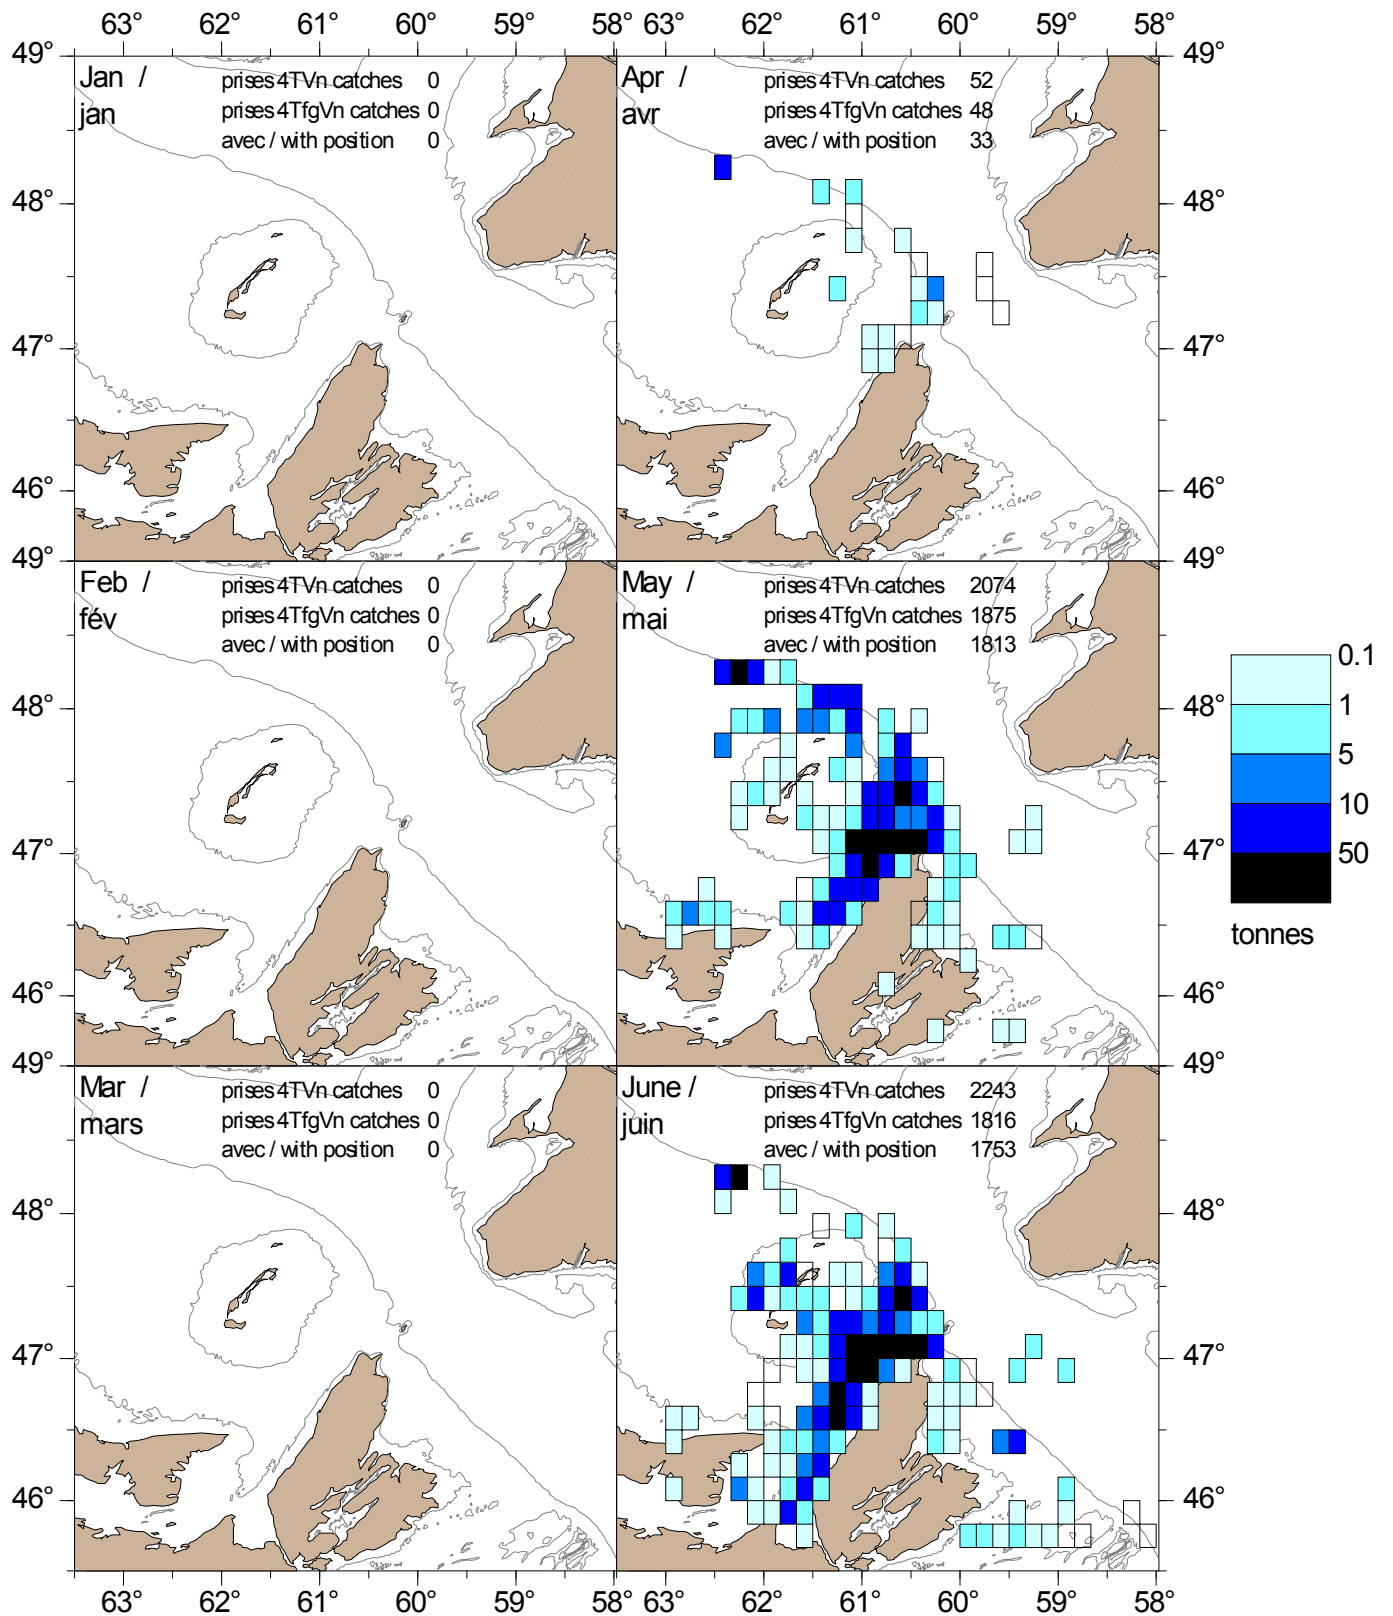 63° 62° 61° 60° 59° 58°
63° 62° 61° 60° 59° 58°
49°
48°
47°
46°
49°
48°
47°
46°
Jan /
jan
prises 4TVn catches 0
prises 4TfgVn catches 0
avec / with position 0
Apr /
avr
prises 4TVn catches 52
prises 4TfgVn catches 48
avec / with position 33
49°
48°
47°
46°
49°
48°
47°
46°
Feb /
fév
prises 4TVn catches 0
prises 4TfgVn catches 0
avec / with position 0
May /
mai
prises 4TVn catches 2074
prises 4TfgVn catches 1875
avec / with position 1813
0.1
1
5
10
50
tonnes
49°
48°
47°
46°
49°
48°
47°
46°
Mar /
mars
prises 4TVn catches 0
prises 4TfgVn catches 0
avec / with position 0
June /
juin
prises 4TVn catches 2243
prises 4TfgVn catches 1816
avec / with position 1753
63° 62° 61° 60° 59° 58°
63° 62° 61° 60° 59° 58°